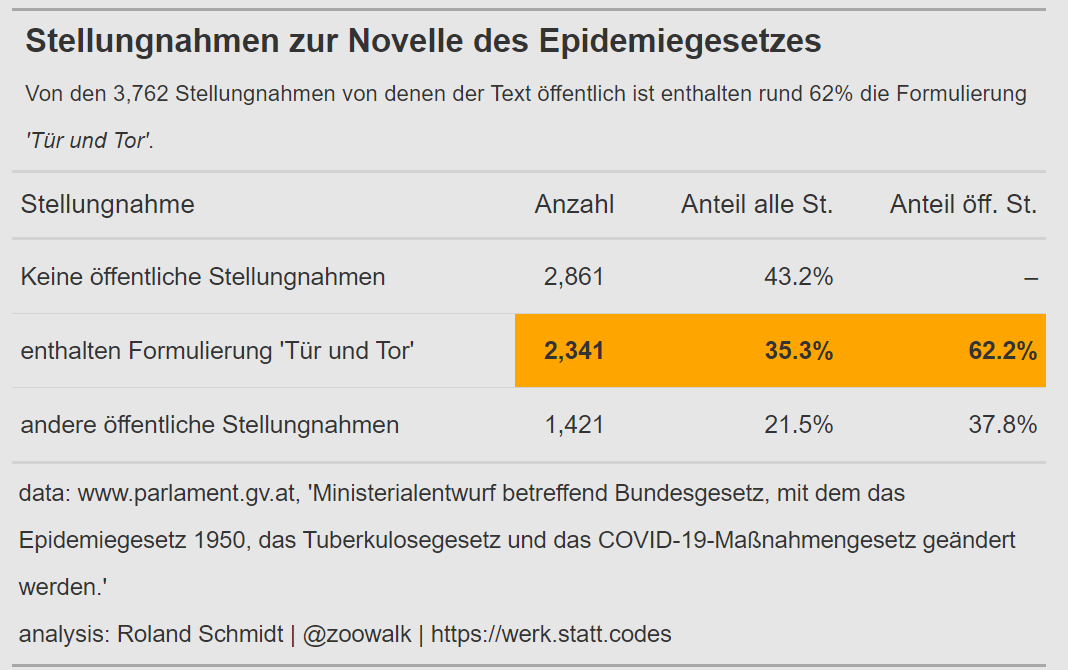 Stellungnahmen zur Novelle des Epidemiegesetzes
Von den 3,762 Stellungnahmen von denen der Text öffentlich ist enthalten rund 62% die Formulierung
'Tür und Tor'.
Stellungnahme Anzahl Anteil alle St. Anteil öff. St.
Keine öffentliche Stellungnahmen 2,861 43.2% –
enthalten Formulierung 'Tür und Tor' 2,341 35.3% 62.2%
andere öffentliche Stellungnahmen 1,421 21.5% 37.8%
data: www.parlament.gv.at, 'Ministerialentwurf betreffend Bundesgesetz, mit dem das
Epidemiegesetz 1950, das Tuberkulosegesetz und das COVID-19-Maßnahmengesetz geändert
werden.'
analysis: Roland Schmidt | @zoowalk | https://werk.statt.codes